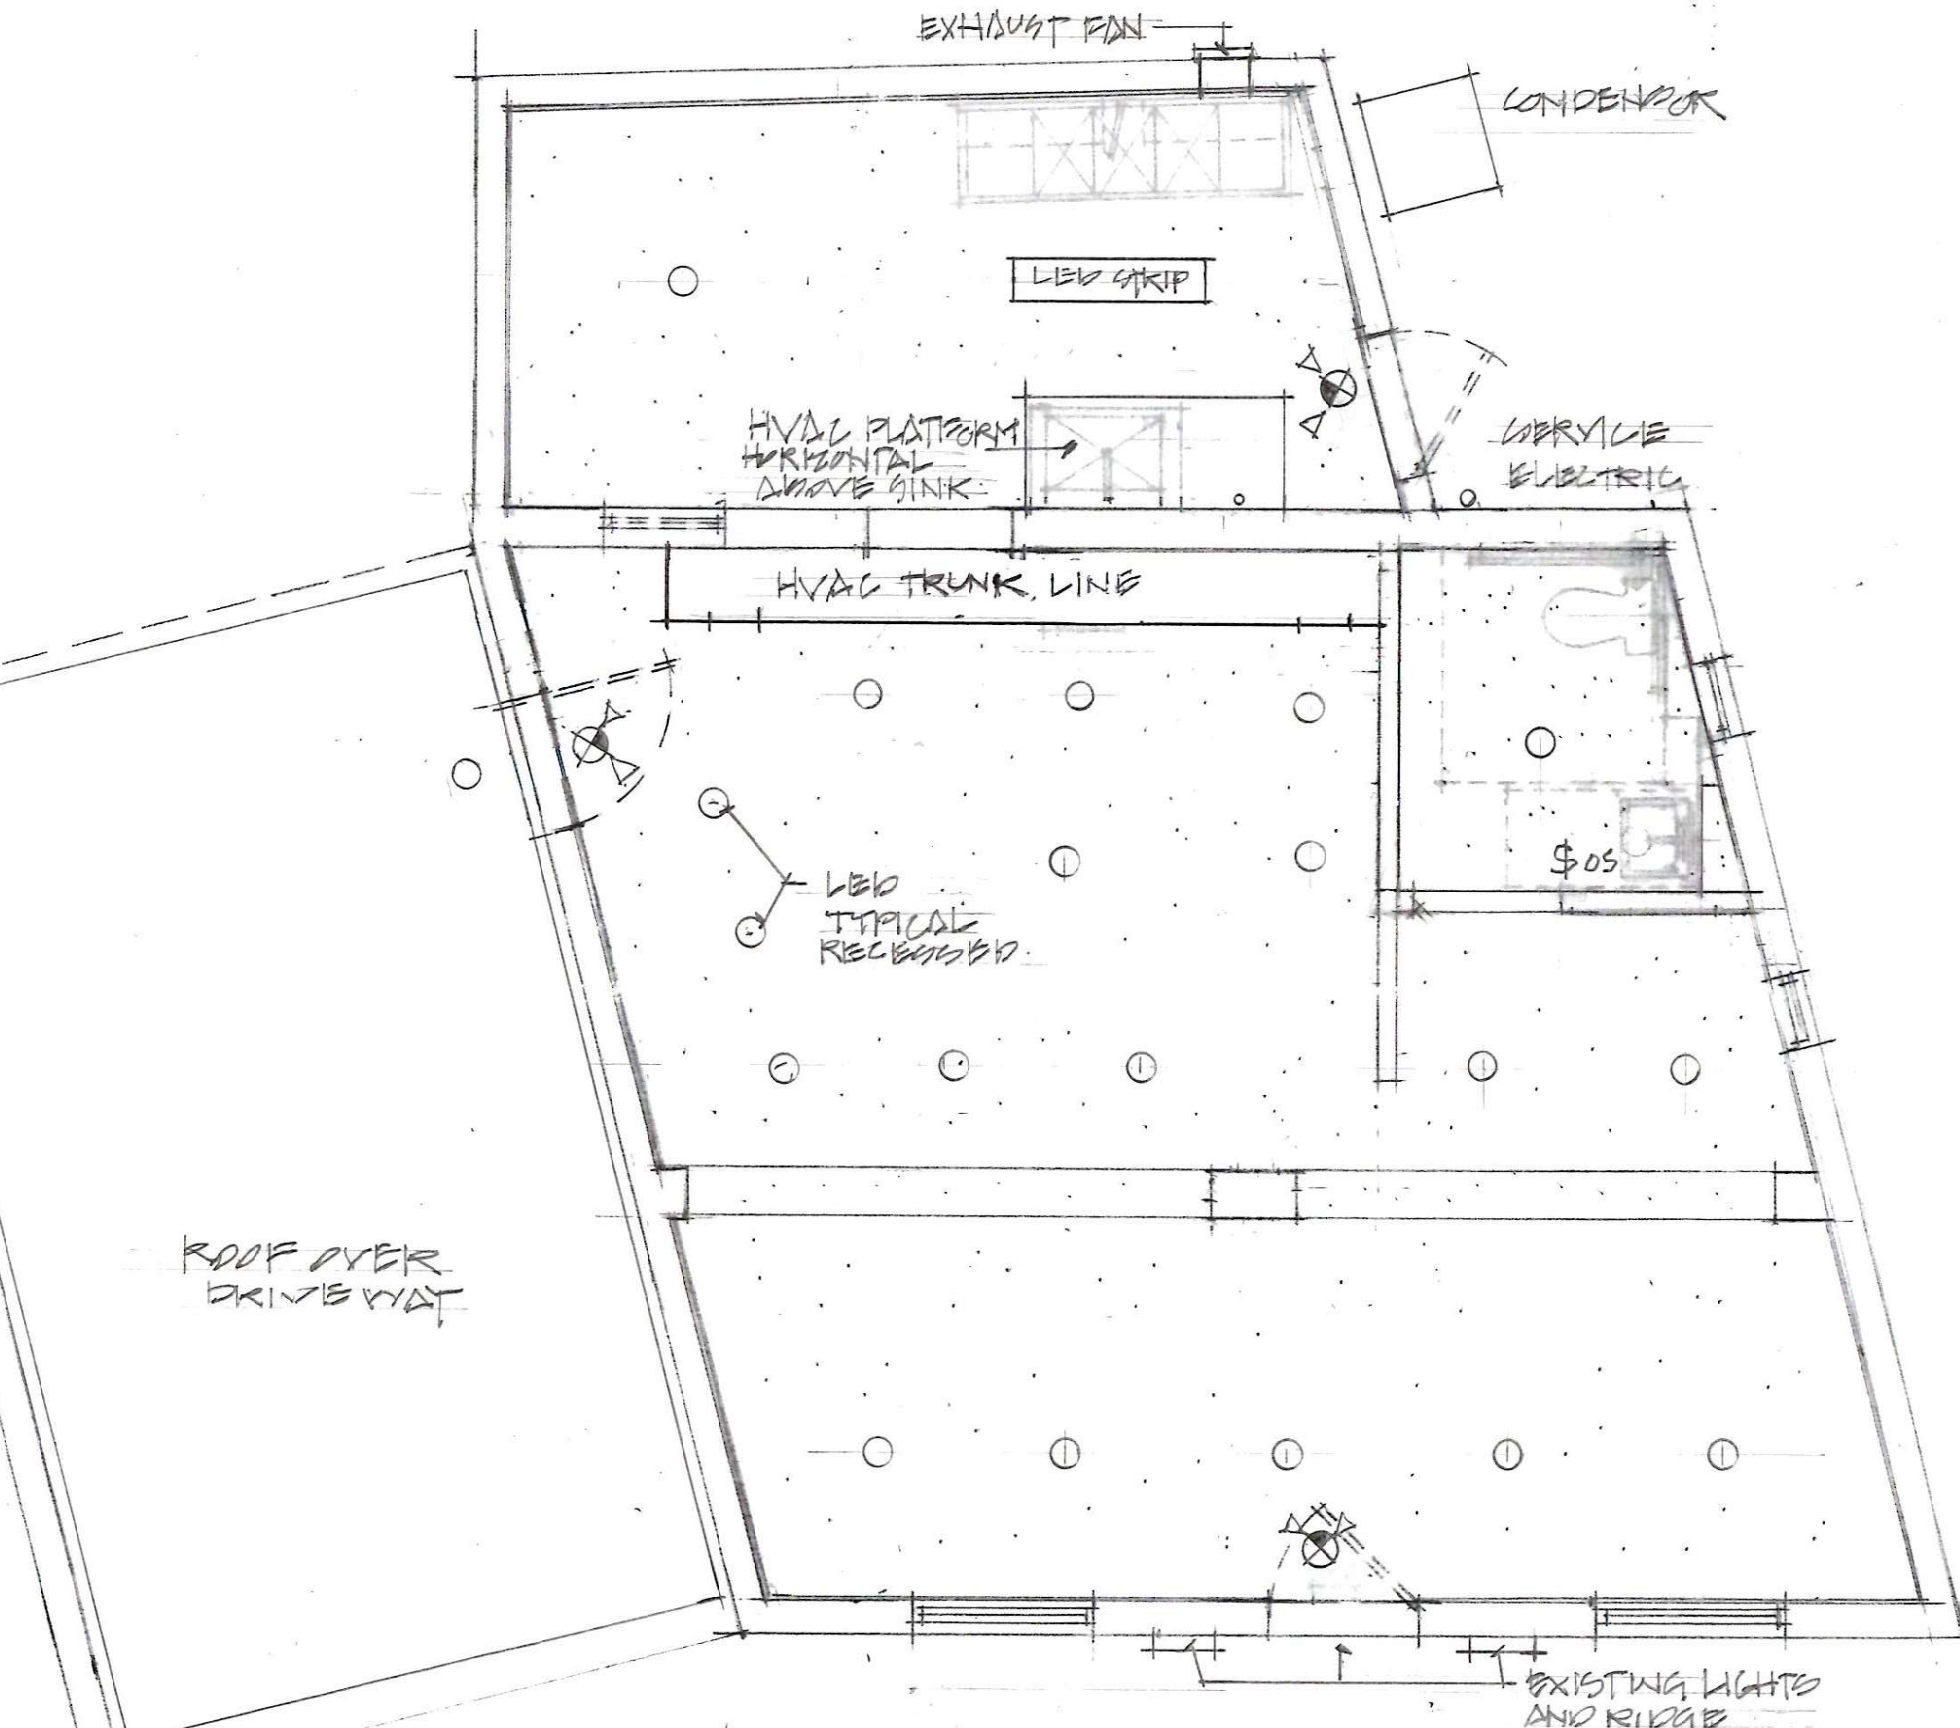 EXHAUST FAN
CONDENSOR
LED STRIP
HVAC PLATFORM
HORIZONTAL
ABOVE SINK
SERVICE
ELECTRIC
HVAC TRUNK LINE
$ OS
LED
TYPICAL
RECESSED
ROOF OVER
DRIVEWAY
EXISTING LIGHTS
AND RIDGE